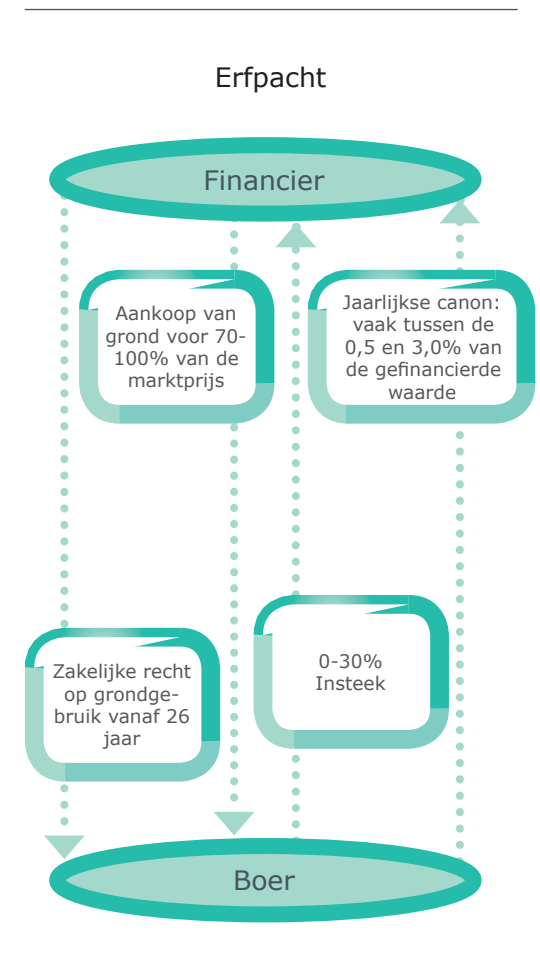 Erfpacht
Financier
Aankoop van
grond voor 70-
100% van de
marktprijs
Jaarlijkse canon:
vaak tussen de
0,5 en 3,0% van
de gefinancierde
waarde
Zakelijke recht
op grondge-
bruik vanaf 26
jaar
0-30%
Insteek
Boer